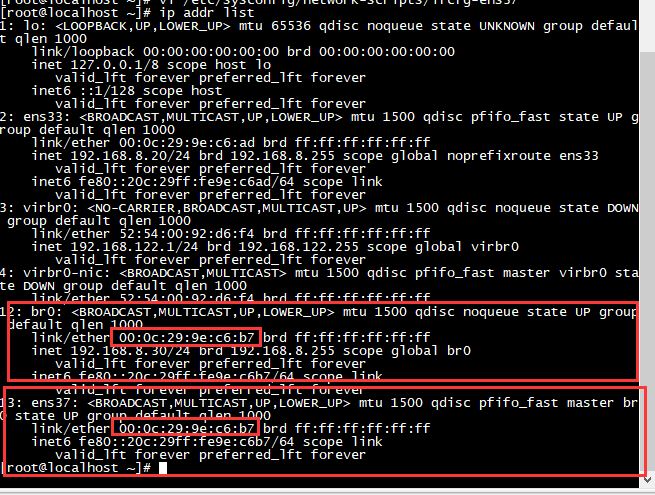 [root@localhost ~]# vi /etc/sysconfig/network-scripts/ifcfg-ens37
[root@localhost ~]# ip addr list
1: lo: <LOOPBACK,UP,LOWER_UP> mtu 65536 qdisc noqueue state UNKNOWN group defaul
t qlen 1000
link/loopback 00:00:00:00:00:00 brd 00:00:00:00:00:00
inet 127.0.0.1/8 scope host lo
valid_lft forever preferred_lft forever
inet6 ::1/128 scope host
valid_lft forever preferred_lft forever
2: ens33: <BROADCAST,MULTICAST,UP,LOWER_UP> mtu 1500 qdisc pfifo_fast state UP g
roup default qlen 1000
link/ether 00:0c:29:9e:c6:ad brd ff:ff:ff:ff:ff:ff
inet 192.168.8.20/24 brd 192.168.8.255 scope global noprefixroute ens33
valid_lft forever preferred_lft forever
inet6 fe80::20c:29ff:fe9e:c6ad/64 scope link
valid_lft forever preferred_lft forever
3: virbr0: <NO-CARRIER,BROADCAST,MULTICAST,UP> mtu 1500 qdisc noqueue state DOWN
group default qlen 1000
link/ether 52:54:00:92:d6:f4 brd ff:ff:ff:ff:ff:ff
inet 192.168.122.1/24 brd 192.168.122.255 scope global virbr0
valid_lft forever preferred_lft forever
4: virbr0-nic: <BROADCAST,MULTICAST> mtu 1500 qdisc pfifo_fast master virbr0 sta
te DOWN group default qlen 1000
link/ether 52:54:00:92:d6:f4 brd ff:ff:ff:ff:ff:ff
12: br0: <BROADCAST,MULTICAST,UP,LOWER_UP> mtu 1500 qdisc noqueue state UP group
default qlen 1000
link/ether 00:0c:29:9e:c6:b7 brd ff:ff:ff:ff:ff:ff
inet 192.168.8.30/24 brd 192.168.8.255 scope global br0
valid_lft forever preferred_lft forever
inet6 fe80::20c:29ff:fe9e:c6b7/64 scope link
valid_lft forever preferred_lft forever
13: ens37: <BROADCAST,MULTICAST,UP,LOWER_UP> mtu 1500 qdisc pfifo_fast master br
0 state UP group default qlen 1000
link/ether 00:0c:29:9e:c6:b7 brd ff:ff:ff:ff:ff:ff
inet6 fe80::20c:29ff:fe9e:c6b7/64 scope link
valid_lft forever preferred_lft forever
[root@localhost ~]#